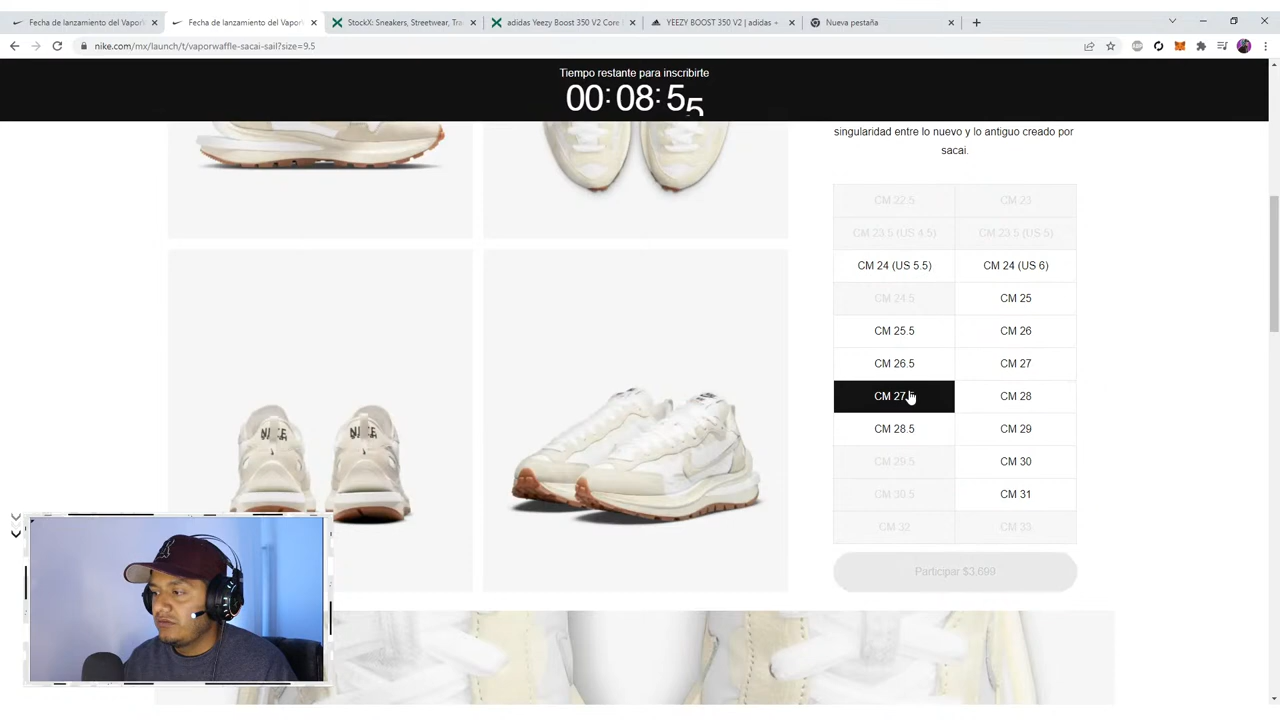 Fecha de lanzamiento del Vapor
Fecha de lanzamiento del Vapor
StockX: Sneakers, Streetwear, Tra
adidas Yeezy Boost 350 V2 Core
YEEZY BOOST 350 V2 | adidas
Nueva pestaña
nike.com/mx/launch/t/vaporwaffle-sacai-sail?size=9.5
Tiempo restante para inscribirte
00:08:55
singularidad entre lo nuevo y lo antiguo creado por
sacai.
CM 22.5 CM 23
CM 23.5 (US 4.5) CM 23.5 (US 5)
CM 24 (US 5.5) CM 24 (US 6)
CM 24.5 CM 25
CM 25.5 CM 26
CM 26.5 CM 27
CM 27.5 CM 28
CM 28.5 CM 29
CM 29.5 CM 30
CM 30.5 CM 31
CM 32 CM 33
Participar $3,699
NIKE NIKE